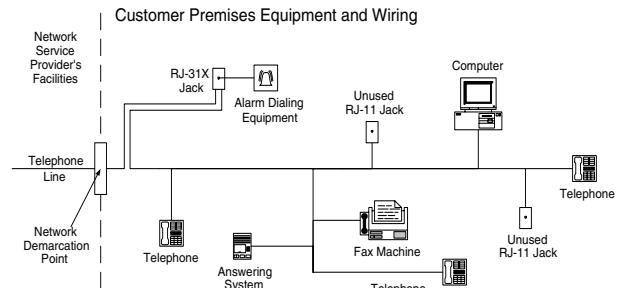 Customer Premises Equipment and Wiring
Network
Service
Provider's
Facilities
RJ-31X
Jack
Alarm Dialing
Equipment
Unused
RJ-11 Jack
Computer
Telephone
Line
Telephone
Network
Demarcation
Point
Telephone
Answering
System
Fax Machine
Unused
RJ-11 Jack
Telephone